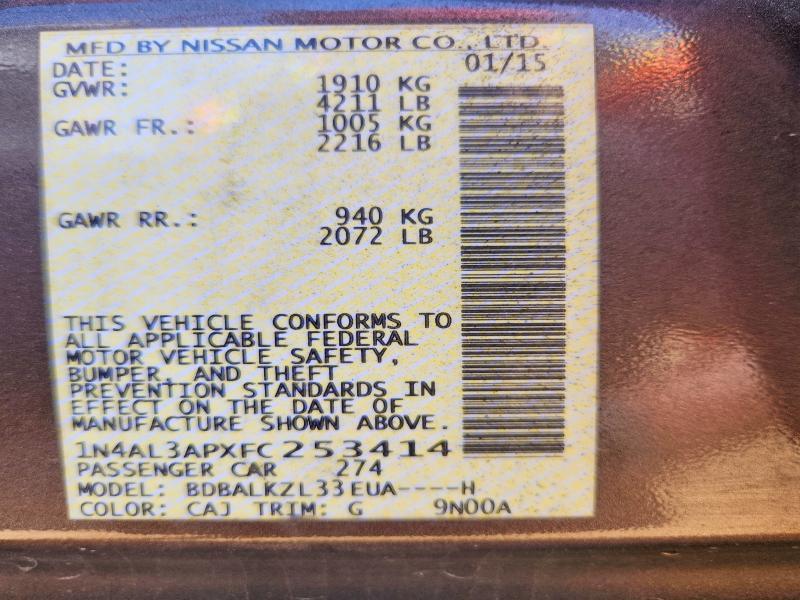 MFD BY NISSAN MOTOR CO., LTD.
DATE: 01/15
GVWR: 1910 KG
4211 LB
GAWR FR.: 1005 KG
2216 LB
GAWR RR.: 940 KG
2072 LB
THIS VEHICLE CONFORMS TO
ALL APPLICABLE FEDERAL
MOTOR VEHICLE SAFETY,
BUMPER, AND THEFT
PREVENTION STANDARDS IN
EFFECT ON THE DATE OF
MANUFACTURE SHOWN ABOVE.
1N4AL3APXFC253414
PASSENGER CAR 274
MODEL: BDBALKZL33EUA----H
COLOR: CAJ TRIM: G 9N00A